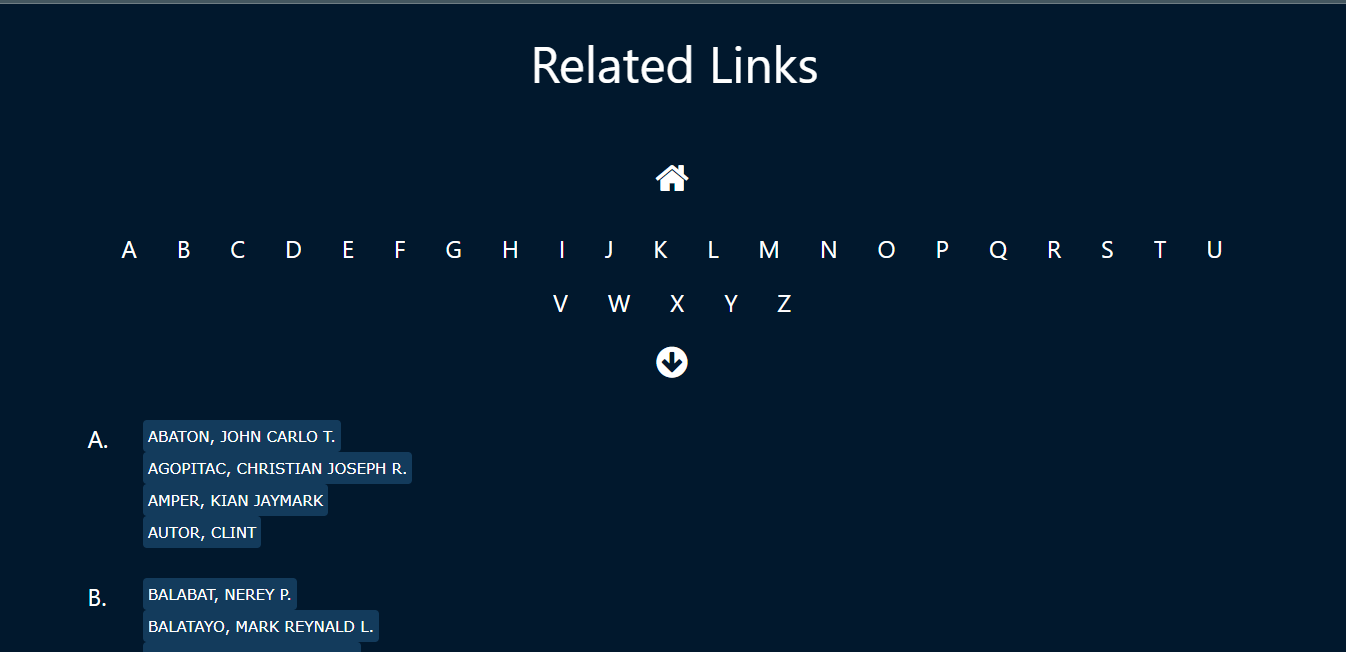 Related Links
A B C D E F G H I J K L M N O P Q R S T U
V W X Y Z
A.
ABATON, JOHN CARLO T.
AGOPITAC, CHRISTIAN JOSEPH R.
AMPER, KIAN JAYMARK
AUTOR, CLINT
B.
BALABAT, NEREY P.
BALATAYO, MARK REYNALD L.